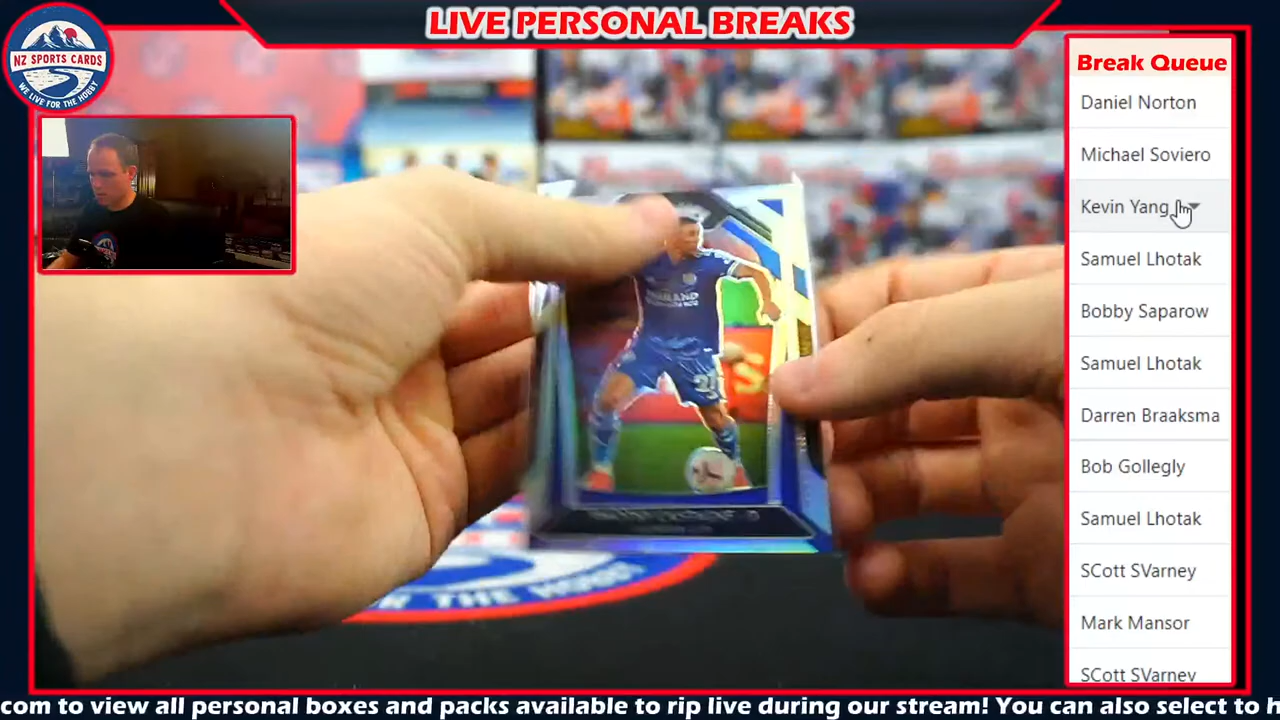 LIVE PERSONAL BREAKS
NZ SPORTS CARDS
WE LIVE FOR THE HOBBY
Break Queue
Daniel Norton
Michael Soviero
Kevin Yang
Samuel Lhotak
Bobby Saparow
Samuel Lhotak
Darren Braaksma
Bob Gollegly
Samuel Lhotak
SCott SVarney
Mark Mansor
SCott SVarney
FOR THE HOBBY
com to view all personal boxes and packs available to rip live during our stream! You can also select to h